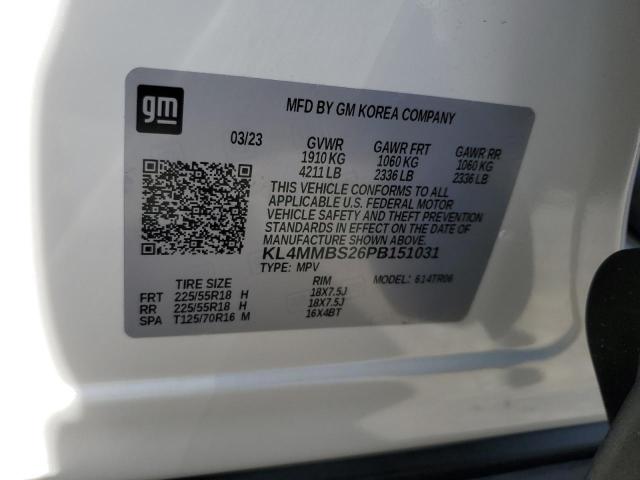 gm
MFD BY GM KOREA COMPANY
03/23 GVWR GAWR FRT GAWR RR
1910 KG 1060 KG 1060 KG
4211 LB 2336 LB 2336 LB
THIS VEHICLE CONFORMS TO ALL
APPLICABLE U.S. FEDERAL MOTOR
VEHICLE SAFETY AND THEFT PREVENTION
STANDARDS IN EFFECT ON THE DATE OF
MANUFACTURE SHOWN ABOVE.
KL4MMBS26PB151031
TYPE: MPV MODEL: 614TR06
TIRE SIZE RIM
FRT 225/55R18 H 18X7.5J
RR 225/55R18 H 18X7.5J
SPA T125/70R16 M 16X4BT